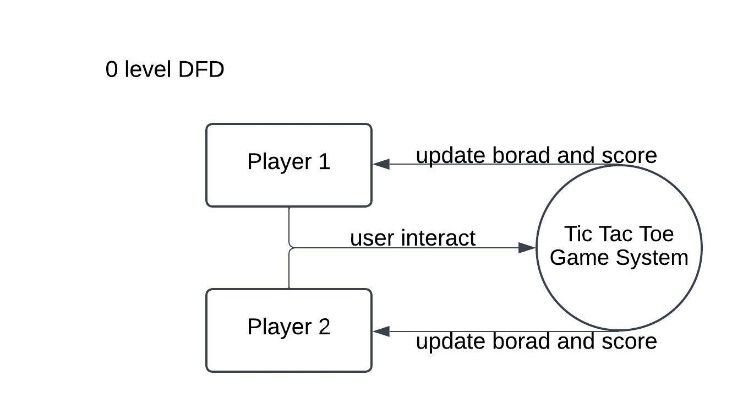 0 level DFD
Player 1
update borad and score
user interact
Tic Tac Toe
Game System
Player 2
update borad and score